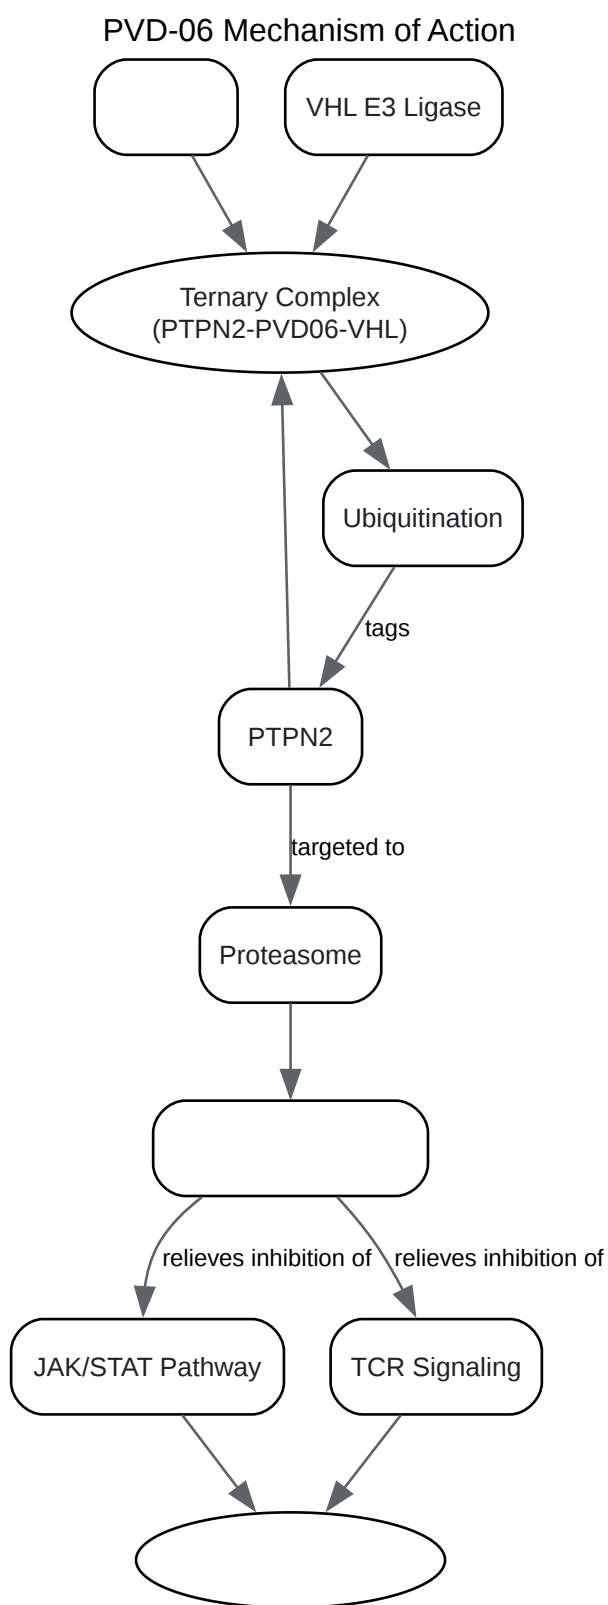 PVD-06 Mechanism of Action
VHL E3 Ligase
Ternary Complex
(PTPN2-PVD06-VHL)
Ubiquitination
tags
PTPN2
targeted to
Proteasome
relieves inhibition of
relieves inhibition of
JAK/STAT Pathway
TCR Signaling